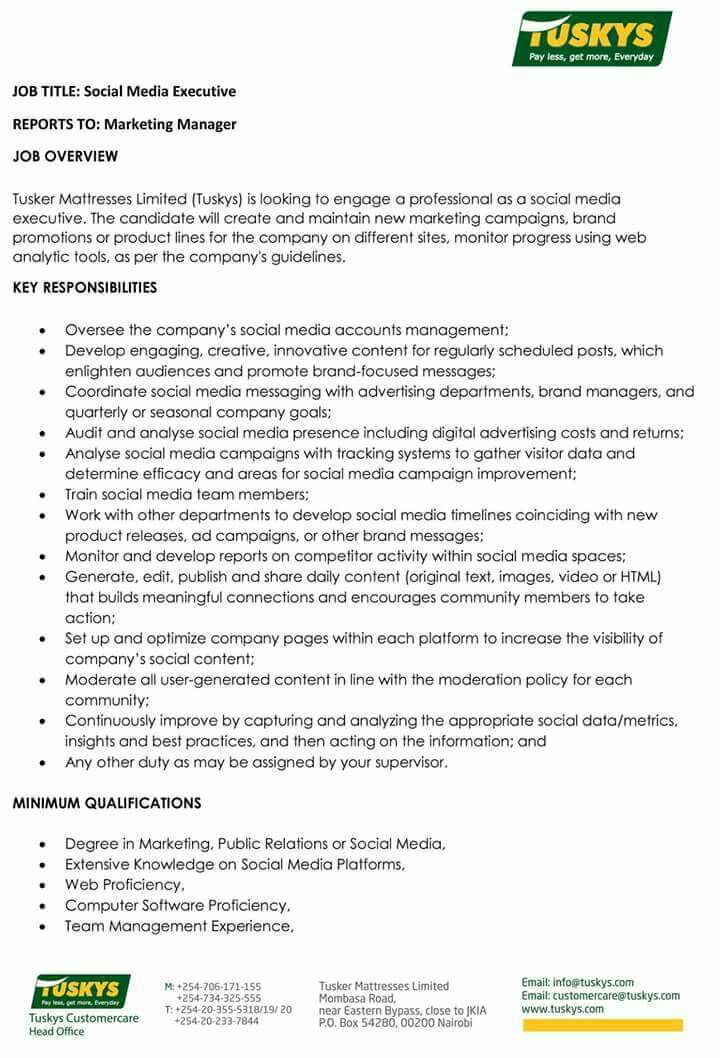 TUSKYS
Pay less, get more, Everyday
JOB TITLE: Social Media Executive
REPORTS TO: Marketing Manager
JOB OVERVIEW
Tusker Mattresses Limited (Tuskys) is looking to engage a professional as a social media
executive. The candidate will create and maintain new marketing campaigns, brand
promotions or product lines for the company on different sites, monitor progress using web
analytic tools, as per the company's guidelines.
KEY RESPONSIBILITIES
• Oversee the company's social media accounts management;
• Develop engaging, creative, innovative content for regularly scheduled posts, which
enlighten audiences and promote brand-focused messages;
• Coordinate social media messaging with advertising departments, brand managers, and
quarterly or seasonal company goals;
• Audit and analyse social media presence including digital advertising costs and returns;
• Analyse social media campaigns with tracking systems to gather visitor data and
determine efficacy and areas for social media campaign improvement;
• Train social media team members;
• Work with other departments to develop social media timelines coinciding with new
product releases, ad campaigns, or other brand messages;
• Monitor and develop reports on competitor activity within social media spaces;
• Generate, edit, publish and share daily content (original text, images, video or HTML)
that builds meaningful connections and encourages community members to take
action;
• Set up and optimize company pages within each platform to increase the visibility of
company's social content;
• Moderate all user-generated content in line with the moderation policy for each
community;
• Continuously improve by capturing and analyzing the appropriate social data/metrics,
insights and best practices, and then acting on the information; and
• Any other duty as may be assigned by your supervisor.
MINIMUM QUALIFICATIONS
• Degree in Marketing, Public Relations or Social Media,
• Extensive Knowledge on Social Media Platforms,
• Web Proficiency,
• Computer Software Proficiency,
• Team Management Experience,
TUSKYS
Pay less, get more, Everyday
Tuskys Customercare
Head Office
M: +254-706-171-155
+254-734-325-555
T: +254-20-355-5318/19/ 20
+254-20-233-7844
Tusker Mattresses Limited
Mombasa Road,
near Eastern Bypass, close to JKIA
P.O. Box 54280, 00200 Nairobi
Email: info@tuskys.com
Email: customercare@tuskys.com
www.tuskys.com